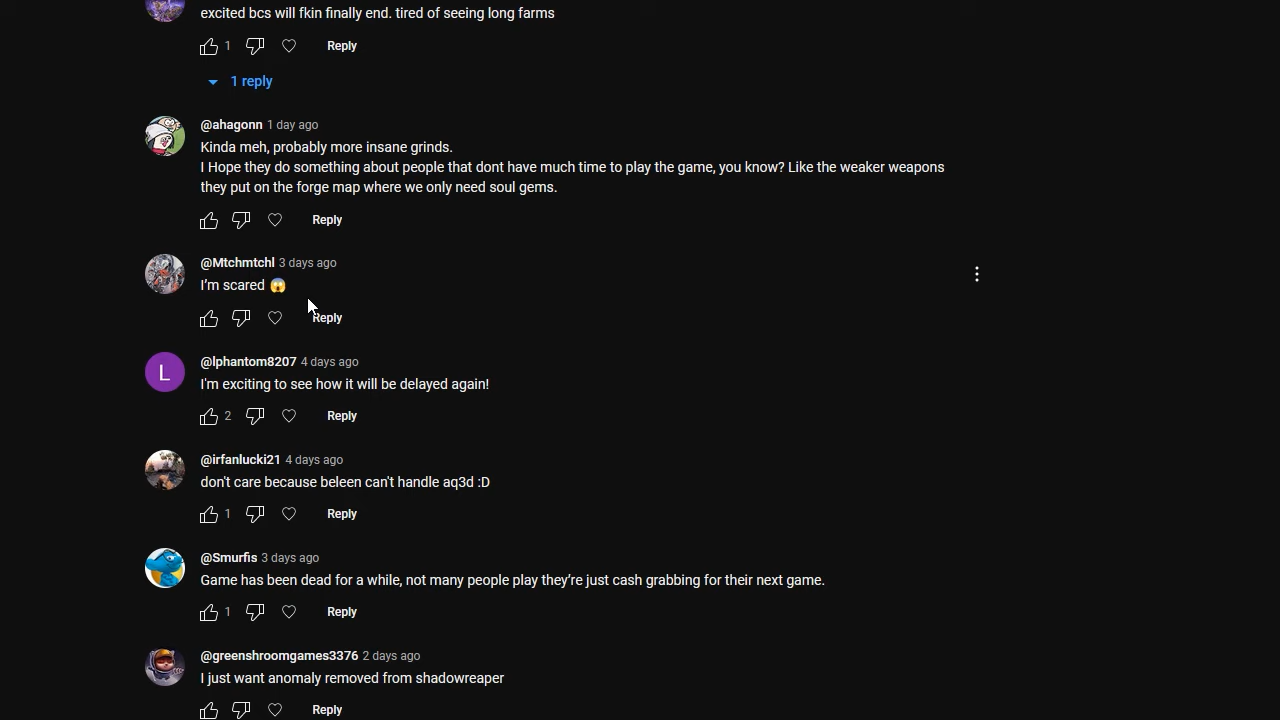 excited bcs will fkin finally end. tired of seeing long farms
1 Reply
1 reply
@ahagonn 1 day ago
Kinda meh, probably more insane grinds.
I Hope they do something about people that dont have much time to play the game, you know? Like the weaker weapons
they put on the forge map where we only need soul gems.
Reply
@Mtchmtchl 3 days ago
I'm scared 😱
Reply
@lphantom8207 4 days ago
I'm exciting to see how it will be delayed again!
2 Reply
@irfanlucki21 4 days ago
don't care because beleen can't handle aq3d :D
1 Reply
@Smurfis 3 days ago
Game has been dead for a while, not many people play they're just cash grabbing for their next game.
1 Reply
@greenshroomgames3376 2 days ago
I just want anomaly removed from shadowreaper
Reply
L